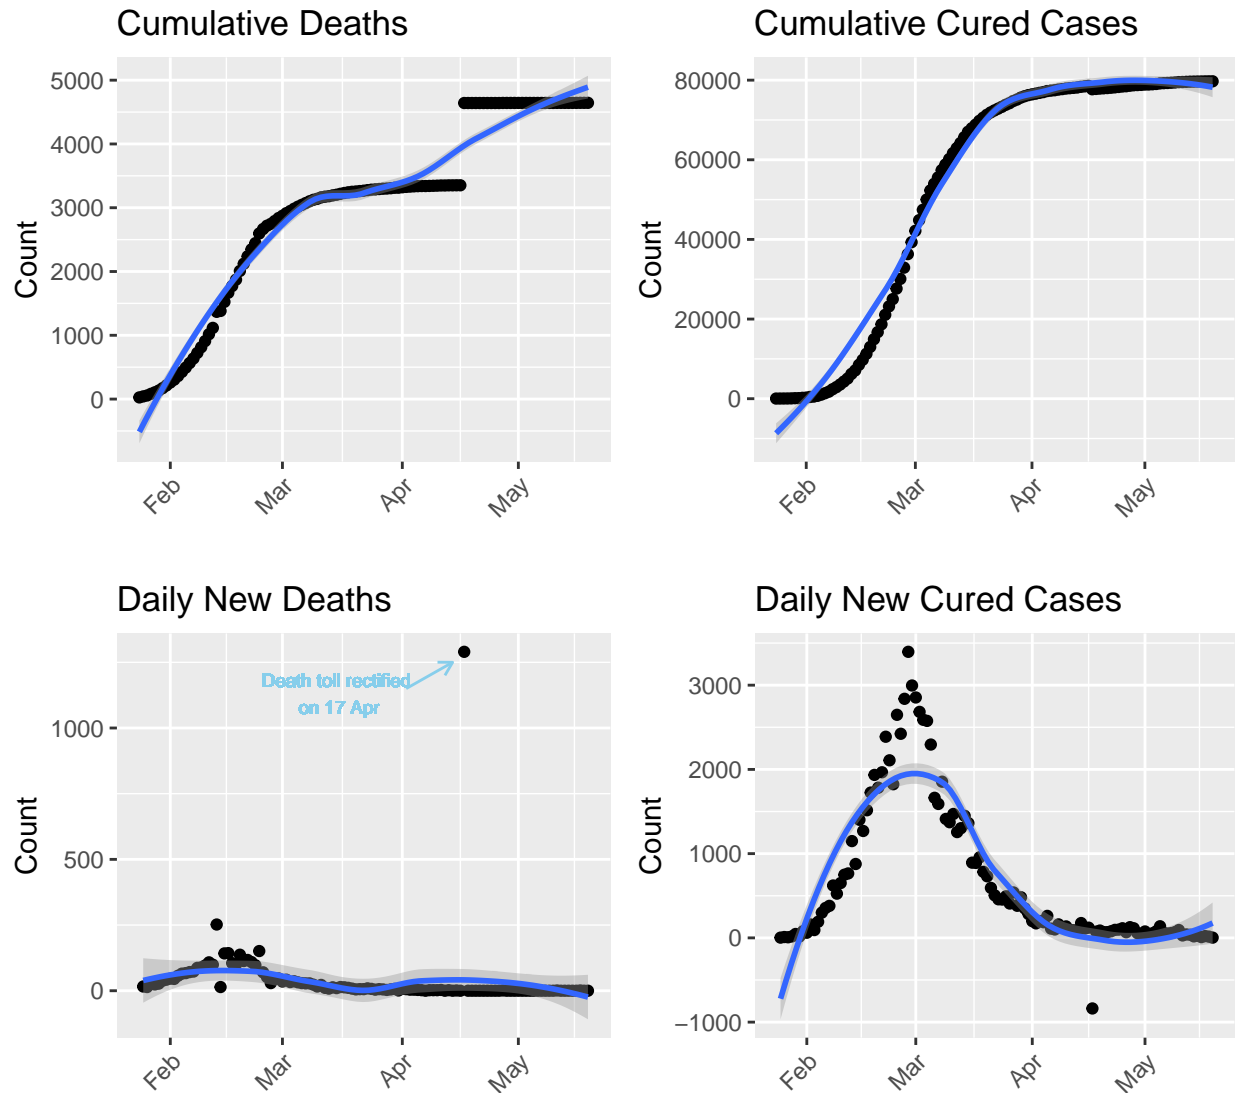 Cumulative Deaths
Count
5000
4000
3000
2000
1000
0
Feb
Mar
Apr
May
Cumulative Cured Cases
Count
80000
60000
40000
20000
0
Feb
Mar
Apr
May
Daily New Deaths
Count
1000
500
0
Death toll rectified
on 17 Apr
Feb
Mar
Apr
May
Daily New Cured Cases
Count
3000
2000
1000
0
−1000
Feb
Mar
Apr
May